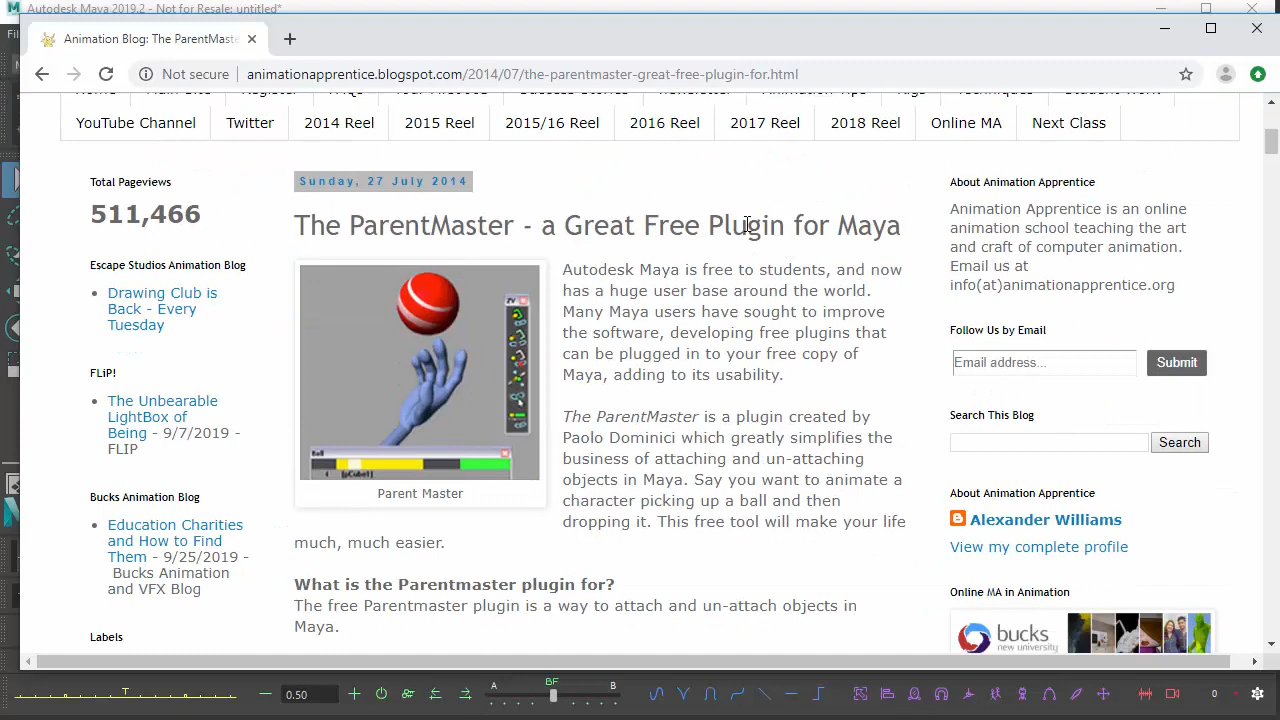 Autodesk Maya 2019.2 - Not for Resale: untitled*
Animation Blog: The ParentMaste
Not secure
animationapprentice.blogspot.com/2014/07/the-parentmaster-great-free-plugin-for.html
YouTube Channel Twitter 2014 Reel 2015 Reel 2015/16 Reel 2016 Reel 2017 Reel 2018 Reel Online MA Next Class
Total Pageviews
511,466
Escape Studios Animation Blog
Drawing Club is
Back - Every
Tuesday
FLiP!
The Unbearable
LightBox of
Being - 9/7/2019 -
FLIP
Bucks Animation Blog
Education Charities
and How to Find
Them - 9/25/2019 -
Bucks Animation
and VFX Blog
Labels
Sunday, 27 July 2014
The ParentMaster - a Great Free Plugin for Maya
Parent Master
Autodesk Maya is free to students, and now
has a huge user base around the world.
Many Maya users have sought to improve
the software, developing free plugins that
can be plugged in to your free copy of
Maya, adding to its usability.
The ParentMaster is a plugin created by
Paolo Dominici which greatly simplifies the
business of attaching and un-attaching
objects in Maya. Say you want to animate a
character picking up a ball and then
dropping it. This free tool will make your life
much, much easier.
What is the Parentmaster plugin for?
The free Parentmaster plugin is a way to attach and un-attach objects in
Maya.
About Animation Apprentice
Animation Apprentice is an online
animation school teaching the art
and craft of computer animation.
Email us at
info(at)animationapprentice.org
Follow Us by Email
Email address... Submit
Search This Blog
Search
About Animation Apprentice
Alexander Williams
View my complete profile
Online MA in Animation
bucks
new university
T 0.50 A BF B 0